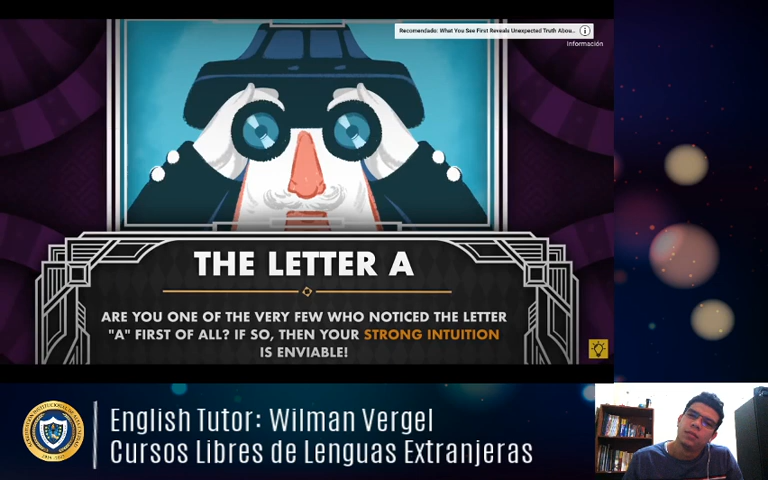 Recomendado: What You See First Reveals Unexpected Truth Abou...
Información
THE LETTER A
ARE YOU ONE OF THE VERY FEW WHO NOTICED THE LETTER
"A" FIRST OF ALL? IF SO, THEN YOUR STRONG INTUITION
IS ENVIABLE!
English Tutor: Wilman Vergel
Cursos Libres de Lenguas Extranjeras